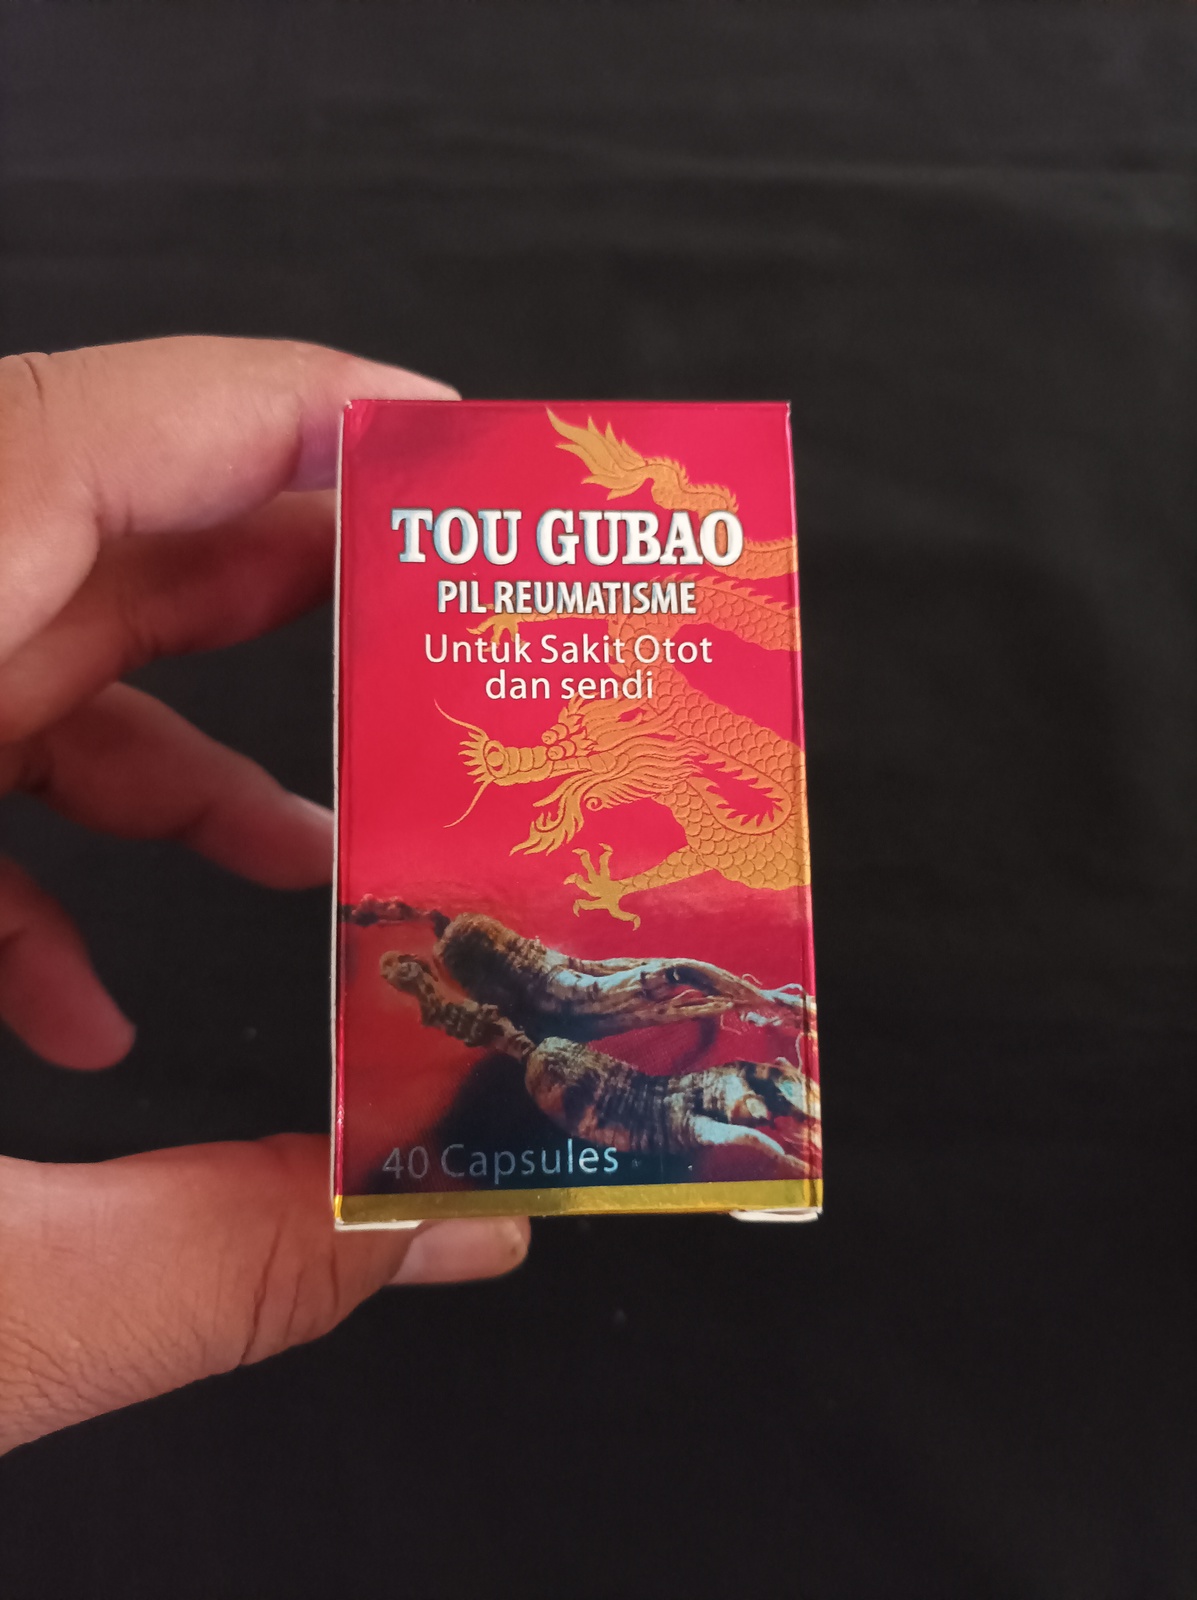 TOU GUBAO
PIL REUMATISME
Untuk Sakit Otot
dan sendi
40 Capsules